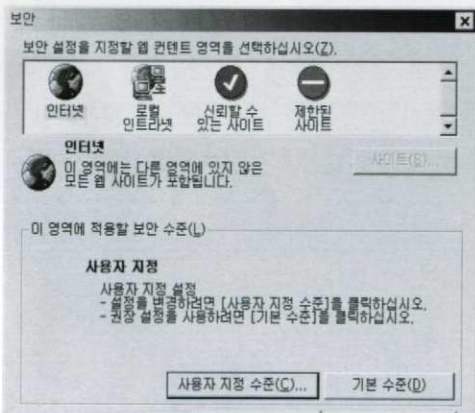 보안
보안 설정을 지정할 웹 컨텐트 영역을 선택하십시오(Z).
인터넷
로컬
인트라넷
신뢰할 수
있는 사이트
제한된
사이트
인터넷
이 영역에는 다른 영역에 있지 않은
모든 웹 사이트가 포함됩니다.
사이트(S)...
이 영역에 적용할 보안 수준(L)
사용자 지정
사용자 지정 설정
- 설정을 변경하려면 [사용자 지정 수준]을 클릭하십시오.
- 권장 설정을 사용하려면 [기본 수준]을 클릭하십시오.
사용자 지정 수준(C)...
기본 수준(D)